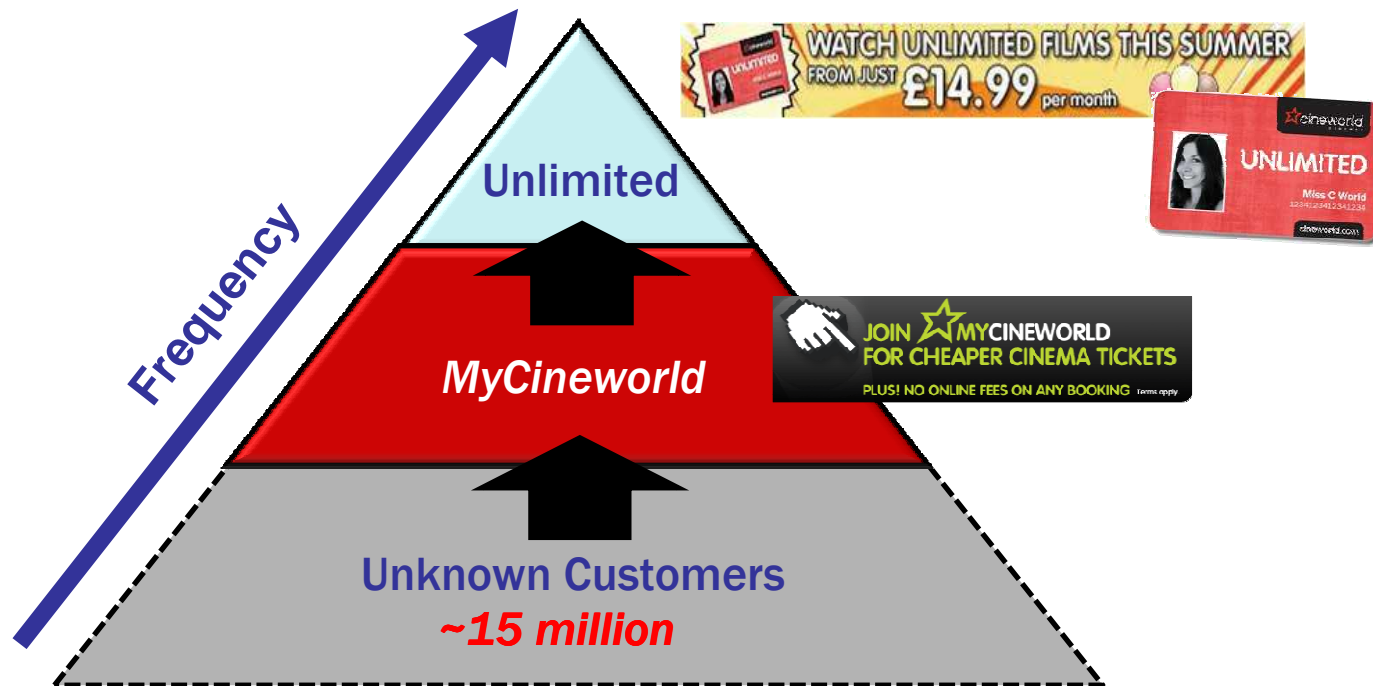 WATCH UNLIMITED FILMS THIS SUMMER
FROM JUST £14.99 per month
cineworld
UNLIMITED
cineworld
UNLIMITED
Miss C World
1234123412341234
cineworld.com
Frequency
Unlimited
JOIN MYCINEWORLD
FOR CHEAPER CINEMA TICKETS
PLUS! NO ONLINE FEES ON ANY BOOKING Terms apply
MyCineworld
Unknown Customers
~15 million